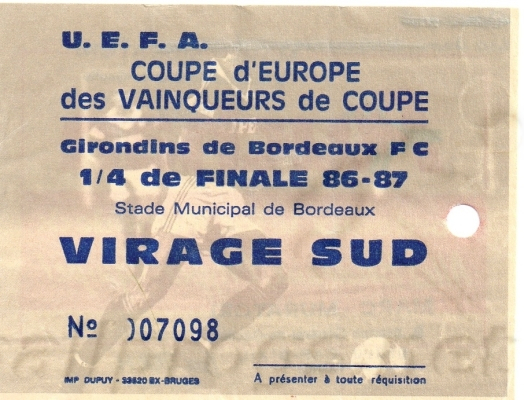 U. E. F. A.
COUPE d'EUROPE
des VAINQUEURS de COUPE
Girondins de Bordeaux F C
1/4 de FINALE 86-87
Stade Municipal de Bordeaux
VIRAGE SUD
Nº 007098
IMP DUPUY - 33520 BX-BRUGES
A présenter à toute réquisition